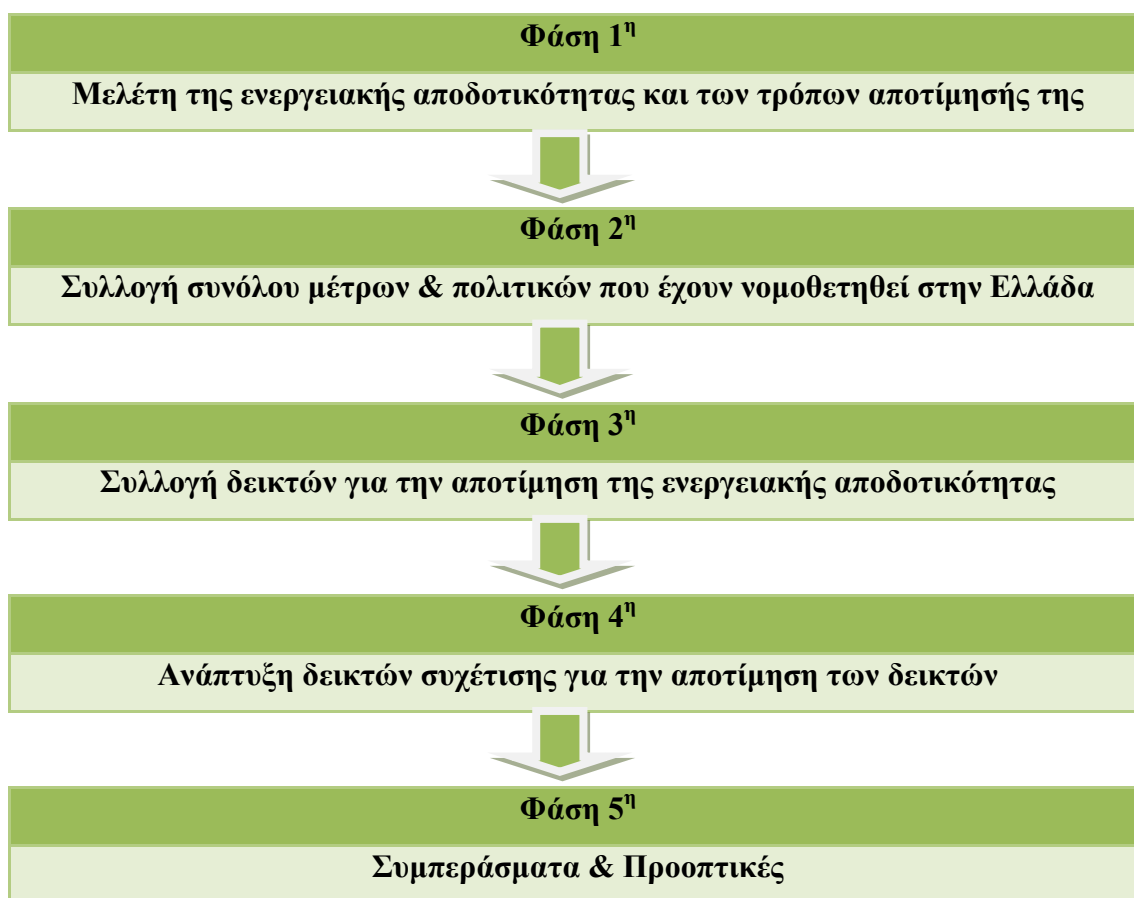 Φάση 1η
Μελέτη της ενεργειακής αποδοτικότητας και των τρόπων αποτίμησής της
Φάση 2η
Συλλογή συνόλου μέτρων & πολιτικών που έχουν νομοθετηθεί στην Ελλάδα
Φάση 3η
Συλλογή δεικτών για την αποτίμηση της ενεργειακής αποδοτικότητας
Φάση 4η
Ανάπτυξη δεικτών συχέτισης για την αποτίμηση των δεικτών
Φάση 5η
Συμπεράσματα & Προοπτικές